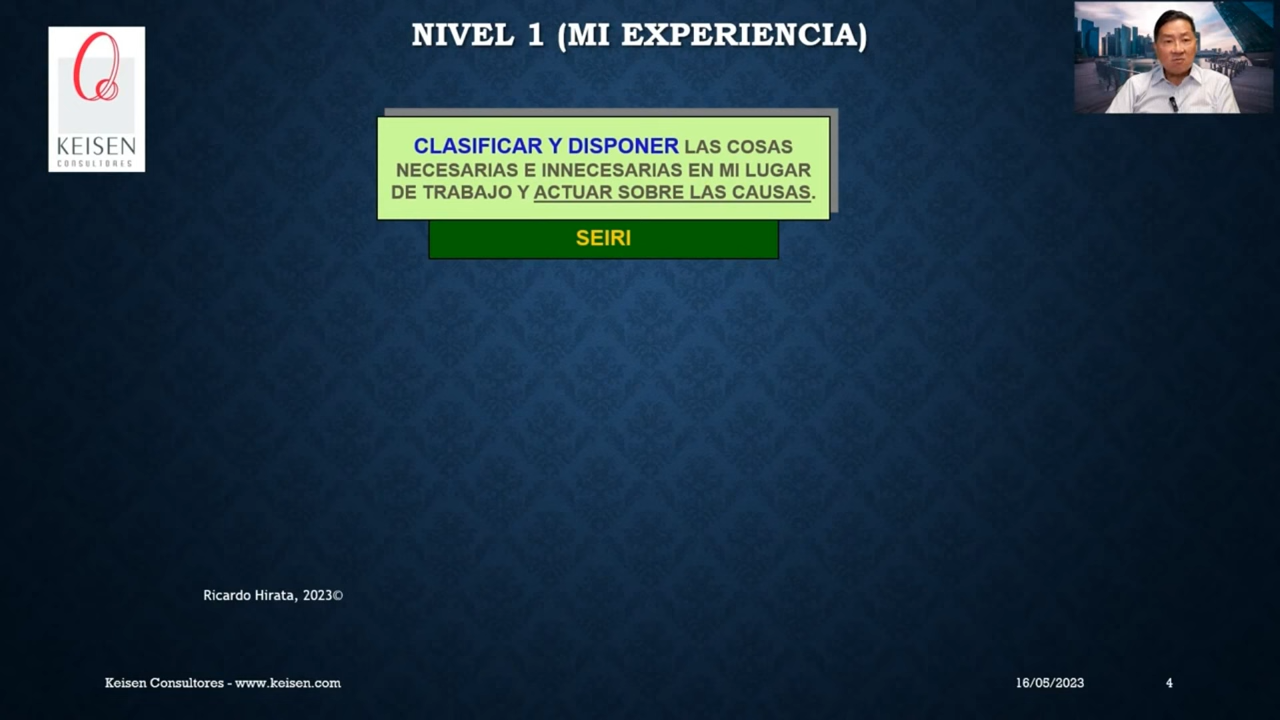 NIVEL 1 (MI EXPERIENCIA)
KEISEN
CONSULTORES
CLASIFICAR Y DISPONER LAS COSAS
NECESARIAS E INNECESARIAS EN MI LUGAR
DE TRABAJO Y ACTUAR SOBRE LAS CAUSAS.
SEIRI
Ricardo Hirata, 2023©
Keisen Consultores - www.keisen.com
16/05/2023
4